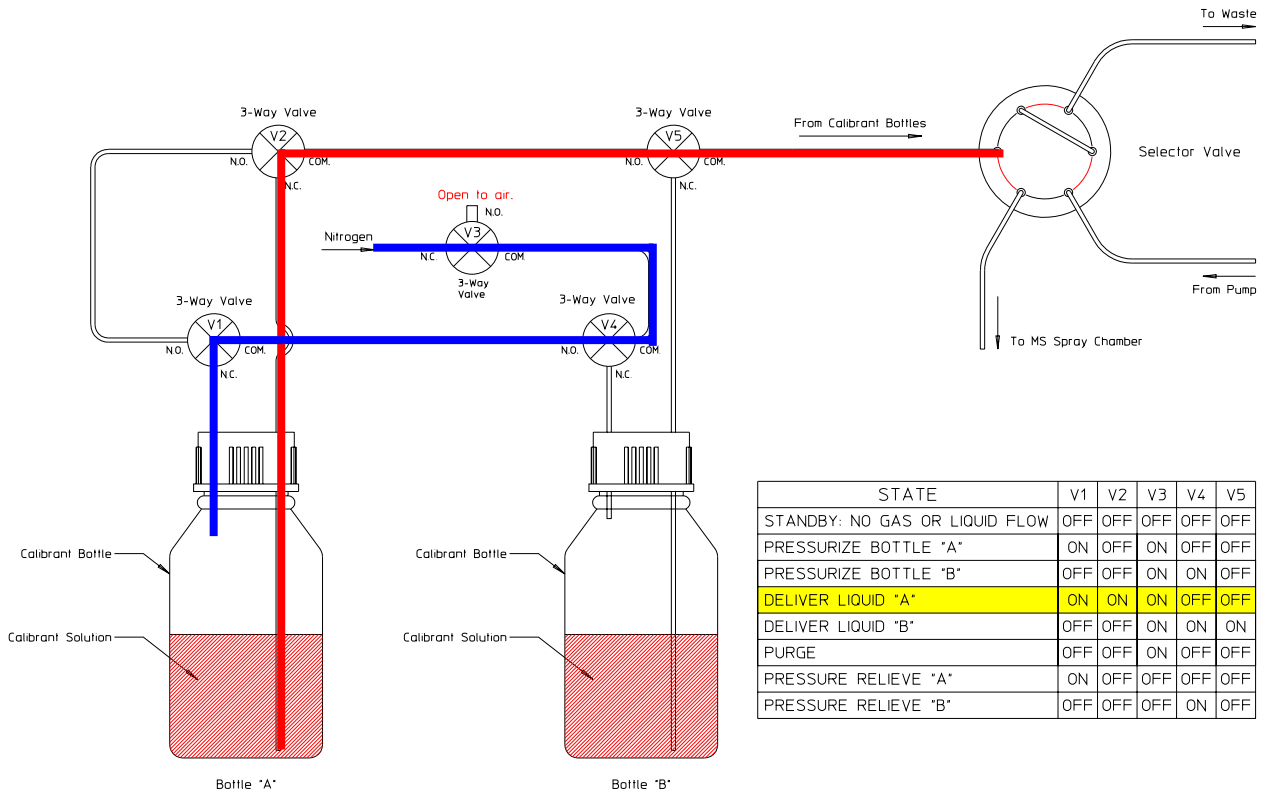 To Waste
3-Way Valve
3-Way Valve
V2
V5
From Calibrant Bottles
N.O.
COM.
N.O.
COM.
Selector Valve
N.C.
N.C.
Open to air.
N.O.
Nitrogen
V3
N.C.
COM.
3-Way
Valve
From Pump
3-Way Valve
3-Way Valve
V1
V4
To MS Spray Chamber
N.O.
COM.
N.O.
COM.
N.C.
N.C.
STATE V1 V2 V3 V4 V5
STANDBY: NO GAS OR LIQUID FLOW OFF OFF OFF OFF OFF
PRESSURIZE BOTTLE "A" ON OFF ON OFF OFF
PRESSURIZE BOTTLE "B" OFF OFF ON ON OFF
DELIVER LIQUID "A" ON ON ON OFF OFF
DELIVER LIQUID "B" OFF OFF ON ON ON
PURGE OFF OFF ON OFF OFF
PRESSURE RELIEVE "A" ON OFF OFF OFF OFF
PRESSURE RELIEVE "B" OFF OFF OFF ON OFF
Calibrant Bottle
Calibrant Bottle
Calibrant Solution
Calibrant Solution
Bottle "A"
Bottle "B"